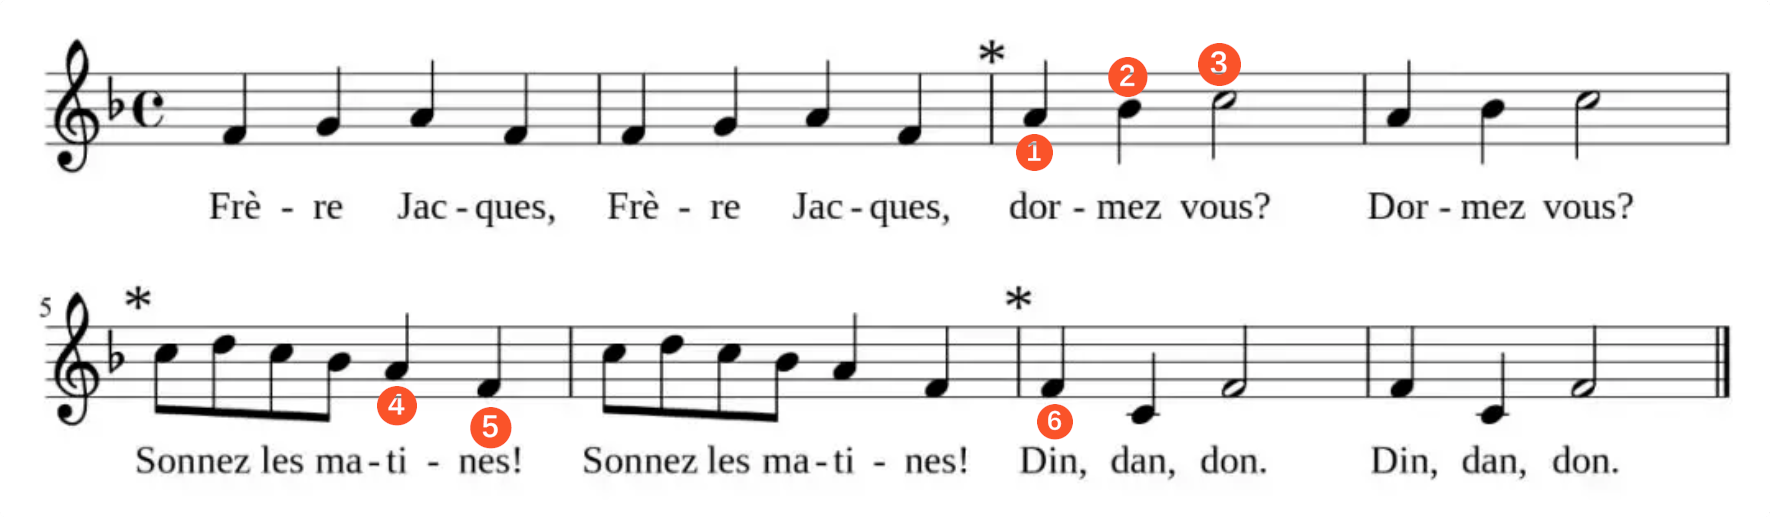 *
2 3
1
Frè - re Jac - ques, Frè - re Jac - ques, dor - mez vous? Dor - mez vous?
5 * *
4 5 6
Sonnez les ma - ti - nes! Sonnez les ma - ti - nes! Din, dan, don. Din, dan, don.